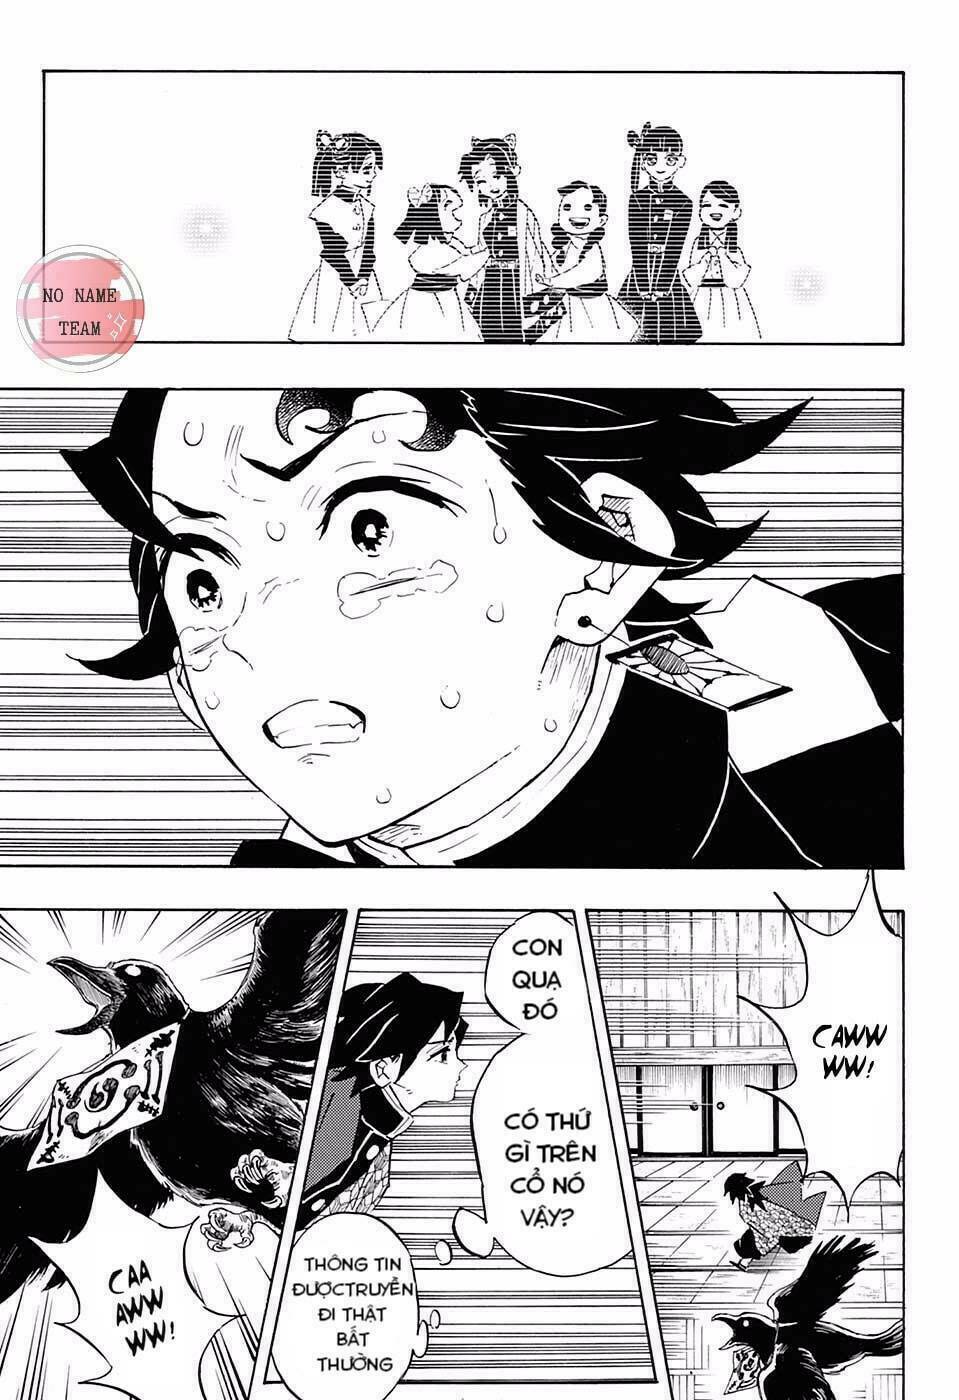 NO NAME
TEAM
CAWW
WW!
CON
QUẠ
ĐÓ
CÓ THỨ
GÌ TRÊN
CỔ NÓ
VẬY?
THÔNG TIN
ĐƯỢCTRUYỀN
ĐI THẬT
BẤT
THƯỜNG
CAA
AWW
WW!